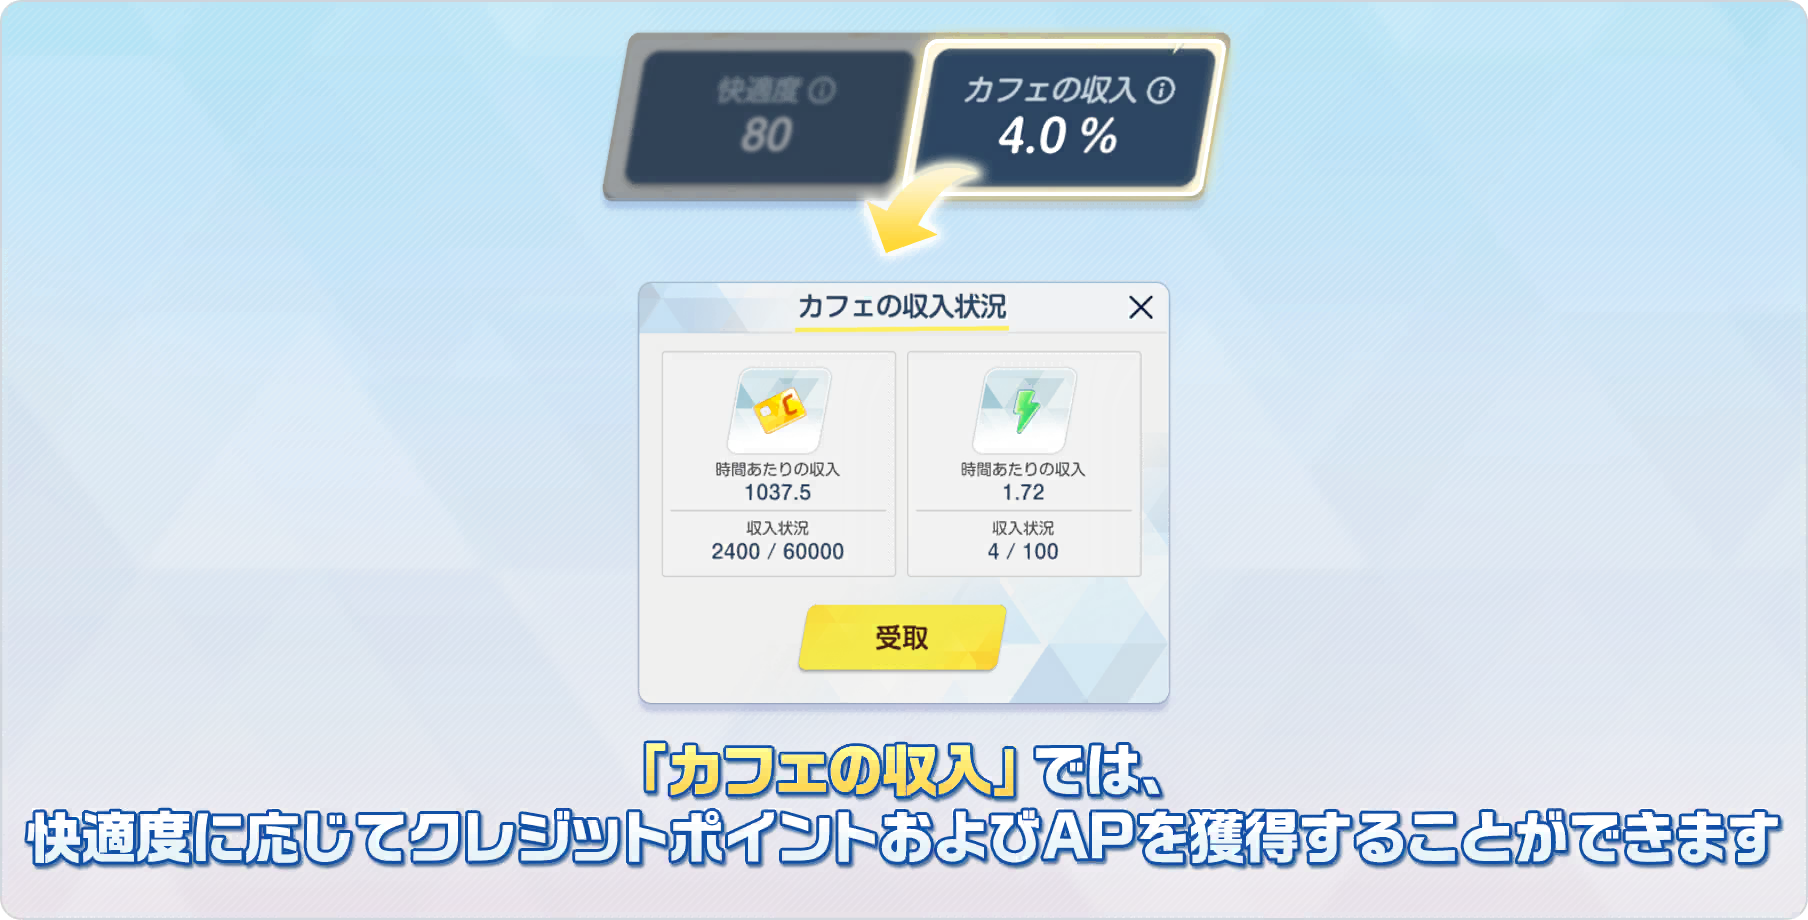 快適度
80
カフェの収入
4.0 %
カフェの収入状況
時間あたりの収入
1037.5
収入状況
2400 / 60000
時間あたりの収入
1.72
収入状況
4 / 100
受取
「カフェの収入」では、
快適度に応じてクレジットポイントおよびAPを獲得することができます